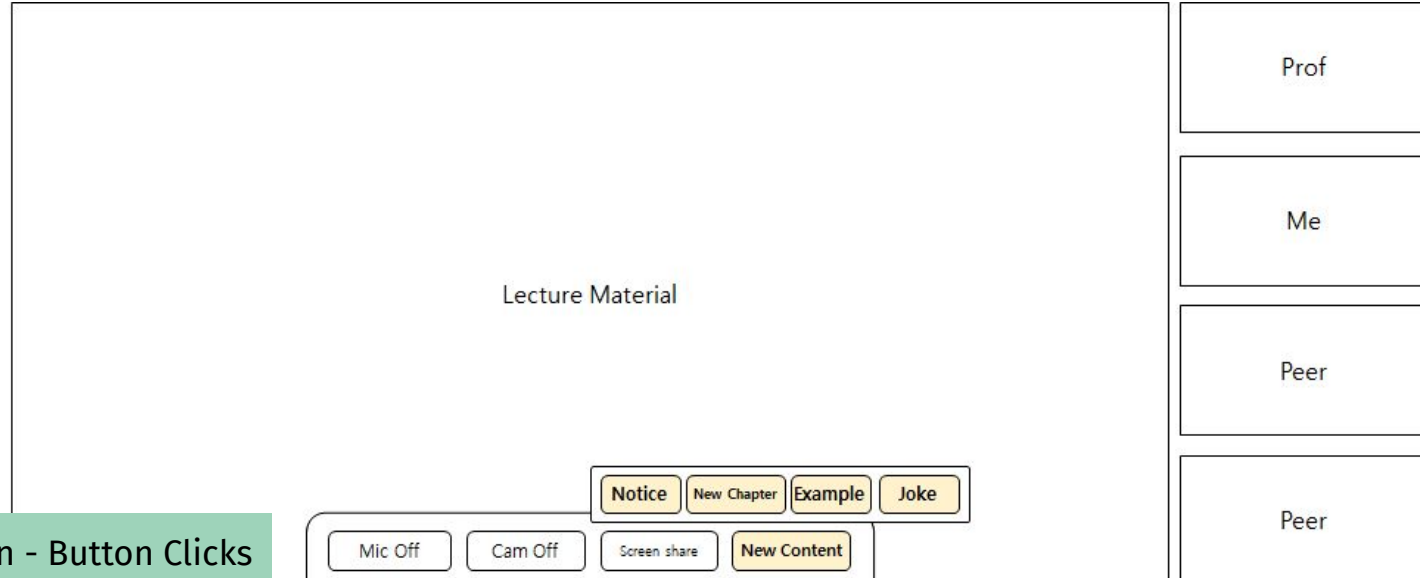 Prof
Me
Lecture Material
Peer
Notice New Chapter Example Joke
Peer
Mic Off Cam Off Screen share New Content
- Button Clicks